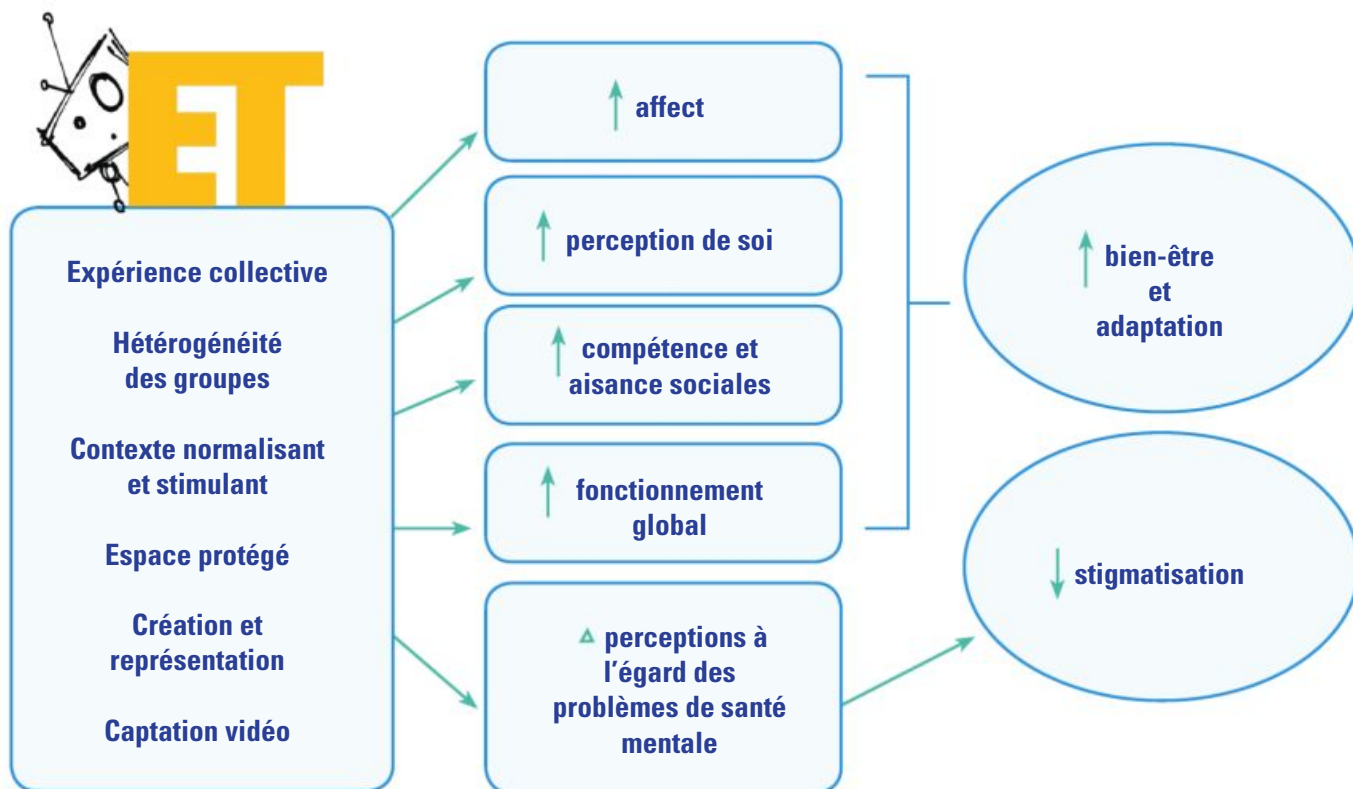 ET
Expérience collective
Hétérogénéité
des groupes
Contexte normalisant
et stimulant
Espace protégé
Création et
représentation
Captation vidéo
↑ affect
↑ perception de soi
↑ compétence et
aisance sociales
↑ fonctionnement
global
△ perceptions à
l'égard des
problèmes de santé
mentale
↑ bien-être
et
adaptation
↓ stigmatisation